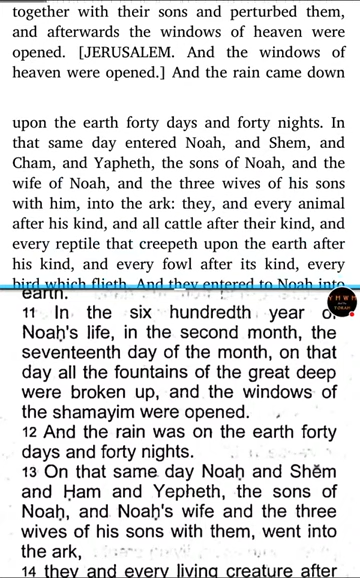 together with their sons and perturbed them,
and afterwards the windows of heaven were
opened. [JERUSALEM. And the windows of
heaven were opened.] And the rain came down
upon the earth forty days and forty nights. In
that same day entered Noah, and Shem, and
Cham, and Yapheth, the sons of Noah, and the
wife of Noah, and the three wives of his sons
with him, into the ark: they, and every animal
after his kind, and all cattle after their kind, and
every reptile that creepeth upon the earth after
his kind, and every fowl after its kind, every
bird which flieth. And they entered to Noah into
earth.
11 In the six hundredth year of
Noaḥ's life, in the second month, the
seventeenth day of the month, on that
day all the fountains of the great deep
were broken up, and the windows of
the shamayim were opened.
12 And the rain was on the earth forty
days and forty nights.
13 On that same day Noaḥ and Shĕm
and Ḥam and Yepheth, the sons of
Noaḥ, and Noaḥ's wife and the three
wives of his sons with them, went into
the ark,
14 they and every living creature after